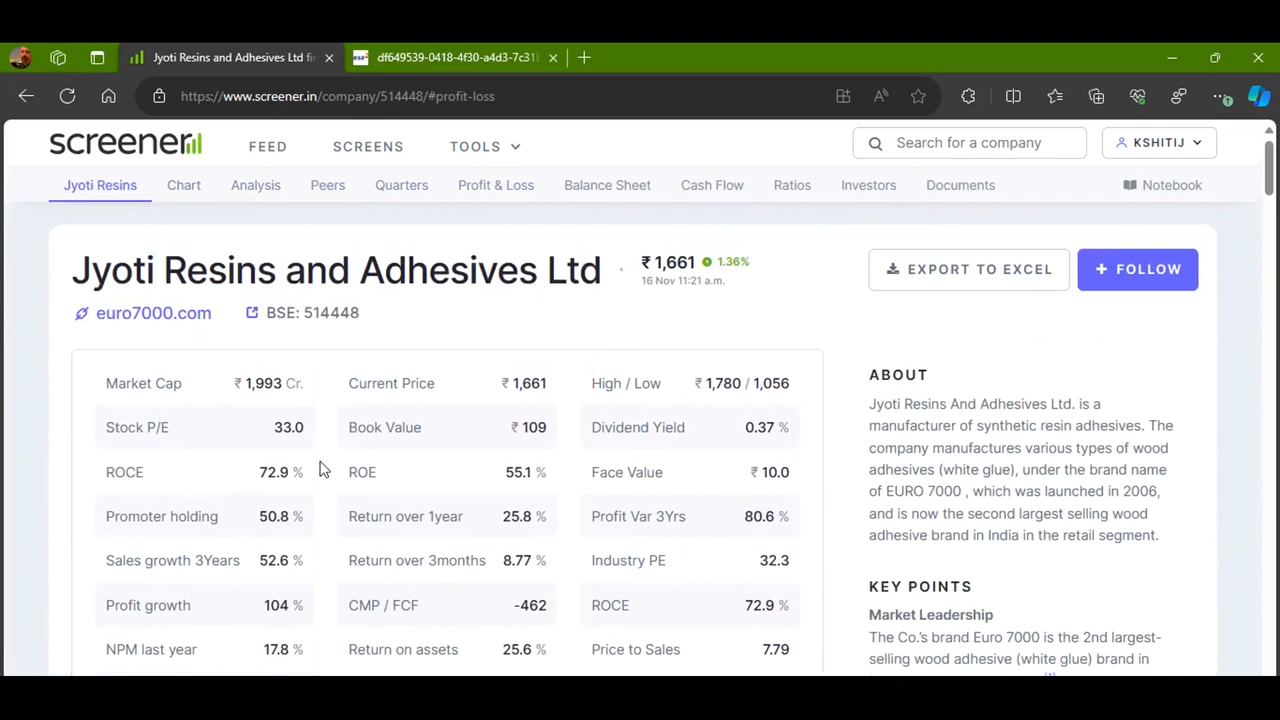 Jyoti Resins and Adhesives Ltd fi
df649539-0418-4f30-a4d3-7c31
https://www.screener.in/company/514448/#profit-loss
screener
FEED
SCREENS
TOOLS
Search for a company
KSHITIJ
Jyoti Resins
Chart
Analysis
Peers
Quarters
Profit & Loss
Balance Sheet
Cash Flow
Ratios
Investors
Documents
Notebook
Jyoti Resins and Adhesives Ltd
₹ 1,661 1.36%
16 Nov 11:21 a.m.
EXPORT TO EXCEL
+ FOLLOW
euro7000.com
BSE: 514448
Market Cap ₹ 1,993 Cr.
Current Price ₹ 1,661
High / Low ₹ 1,780 / 1,056
Stock P/E 33.0
Book Value ₹ 109
Dividend Yield 0.37 %
ROCE 72.9 %
ROE 55.1 %
Face Value ₹ 10.0
Promoter holding 50.8 %
Return over 1year 25.8 %
Profit Var 3Yrs 80.6 %
Sales growth 3Years 52.6 %
Return over 3months 8.77 %
Industry PE 32.3
Profit growth 104 %
CMP / FCF -462
ROCE 72.9 %
NPM last year 17.8 %
Return on assets 25.6 %
Price to Sales 7.79
ABOUT
Jyoti Resins And Adhesives Ltd. is a
manufacturer of synthetic resin adhesives. The
company manufactures various types of wood
adhesives (white glue), under the brand name
of EURO 7000 , which was launched in 2006,
and is now the second largest selling wood
adhesive brand in India in the retail segment.
KEY POINTS
Market Leadership
The Co.'s brand Euro 7000 is the 2nd largest-
selling wood adhesive (white glue) brand in